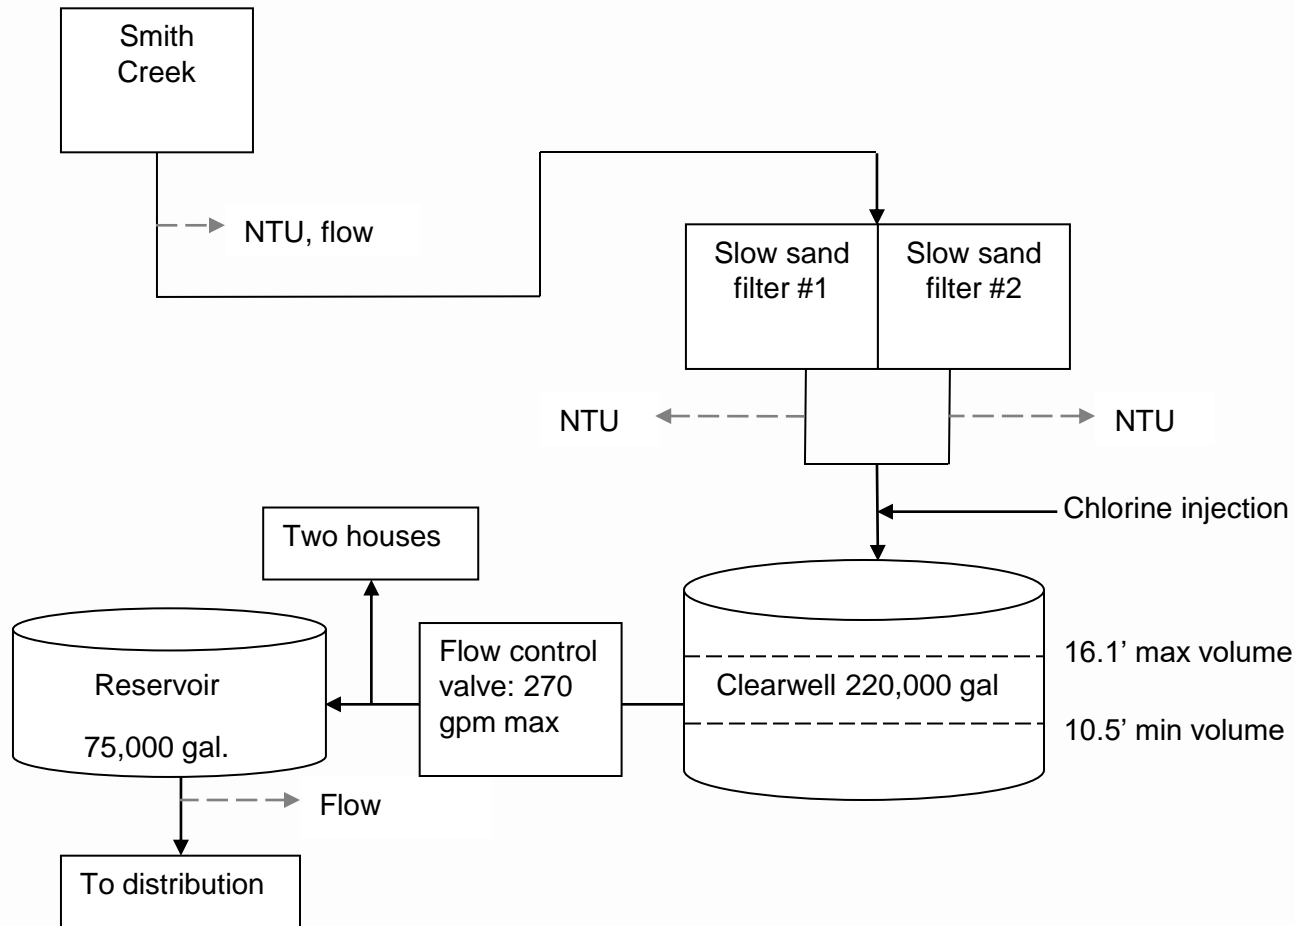 Smith
Creek
NTU, flow
Slow sand
filter #1
Slow sand
filter #2
NTU
NTU
Chlorine injection
Two houses
Flow control
valve: 270
gpm max
Clearwell 220,000 gal
16.1’ max volume
10.5’ min volume
Reservoir
75,000 gal.
Flow
To distribution